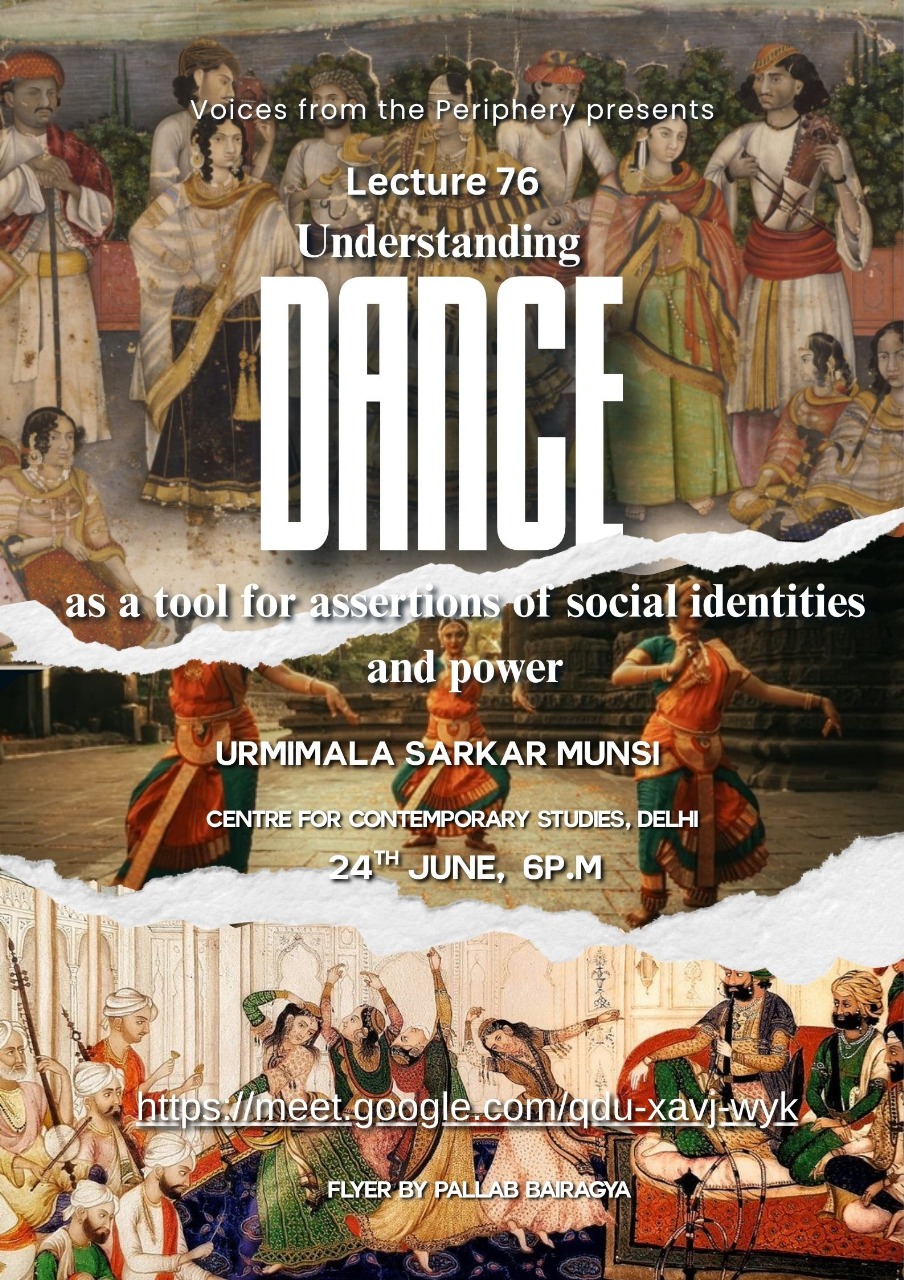 Voices from the Periphery presents
Lecture 76
Understanding
DANCE
as a tool for assertions of social identities
and power
URMIMALA SARKAR MUNSI
CENTRE FOR CONTEMPORARY STUDIES, DELHI
24TH JUNE, 6P.M
https://meet.google.com/qdu-xavj-wyk
FLYER BY PALLAB BAIRAGYA